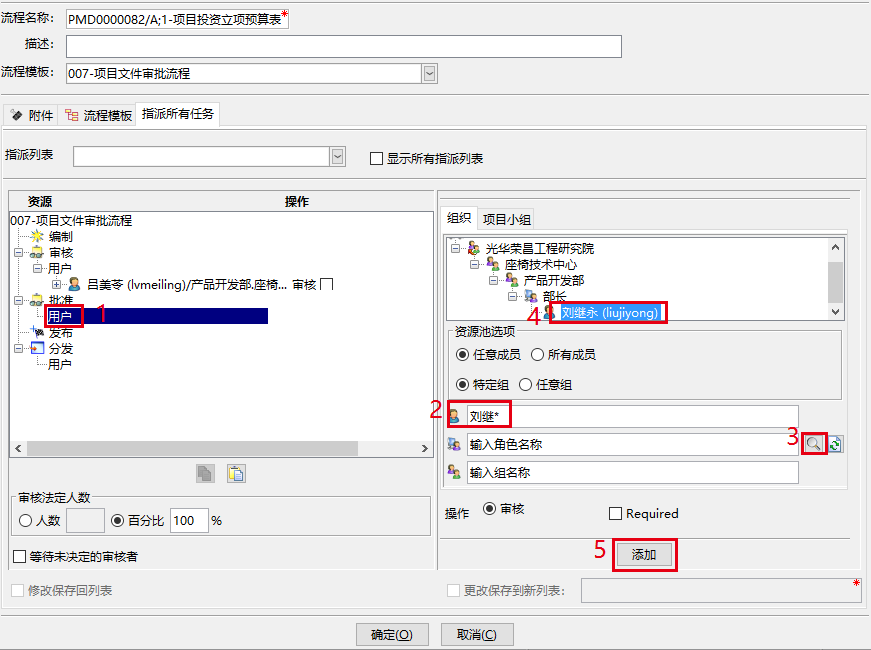 流程名称: PMD0000082/A;1-项目投资立项预算表*
描述:
流程模板: 007-项目文件审批流程
附件 流程模板 指派所有任务
指派列表 显示所有指派列表
资源 操作
007-项目文件审批流程
编制
审核
用户
吕美苓 (lvmeiling)/产品开发部.座椅... 审核
批准
用户 1
发布
分发
用户
审核法定人数
人数 百分比 100 %
等待未决定的审核者
修改保存回列表
组织 项目小组
光华荣昌工程研究院
座椅技术中心
产品开发部
部长
4 刘继永 (liujiyong)
资源池选项
任意成员 所有成员
特定组 任意组
2 刘继*
输入角色名称 3
输入组名称
操作 审核 Required
5 添加
更改保存到新列表: *
确定(O) 取消(C)